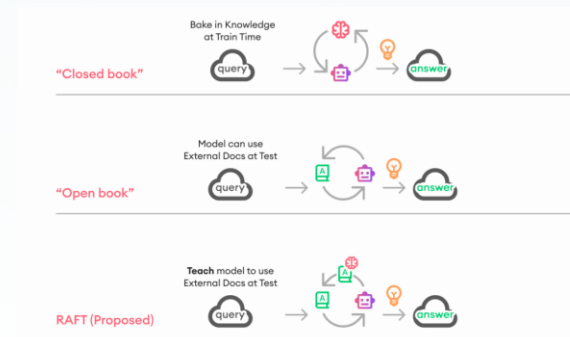 Bake in Knowledge
at Train Time
“Closed book”
query
answer
Model can use
External Docs at Test
“Open book”
query
A
answer
Teach model to use
External Docs at Test
RAFT (Proposed)
query
A
A
answer